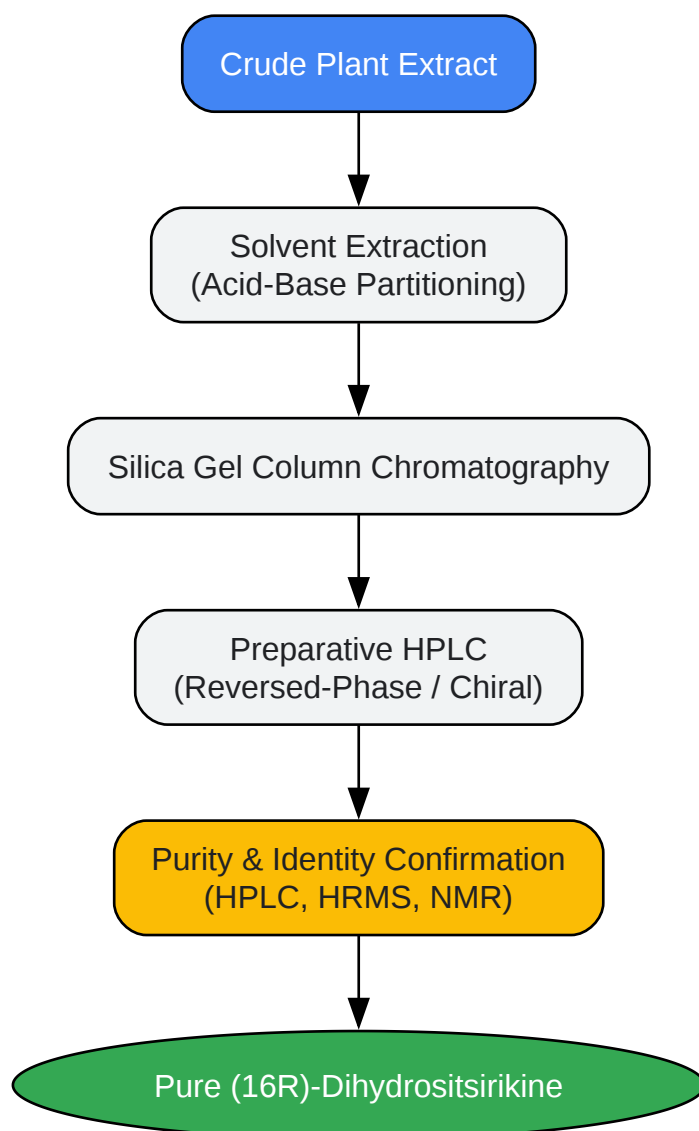 Crude Plant Extract
Solvent Extraction
(Acid-Base Partitioning)
Silica Gel Column Chromatography
Preparative HPLC
(Reversed-Phase / Chiral)
Purity & Identity Confirmation
(HPLC, HRMS, NMR)
Pure (16R)-Dihydrositsirikine